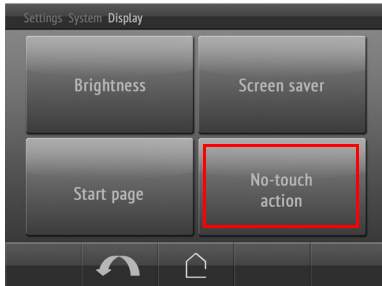 Settings System Display
Brightness
Screen saver
Start page
No-touch
action